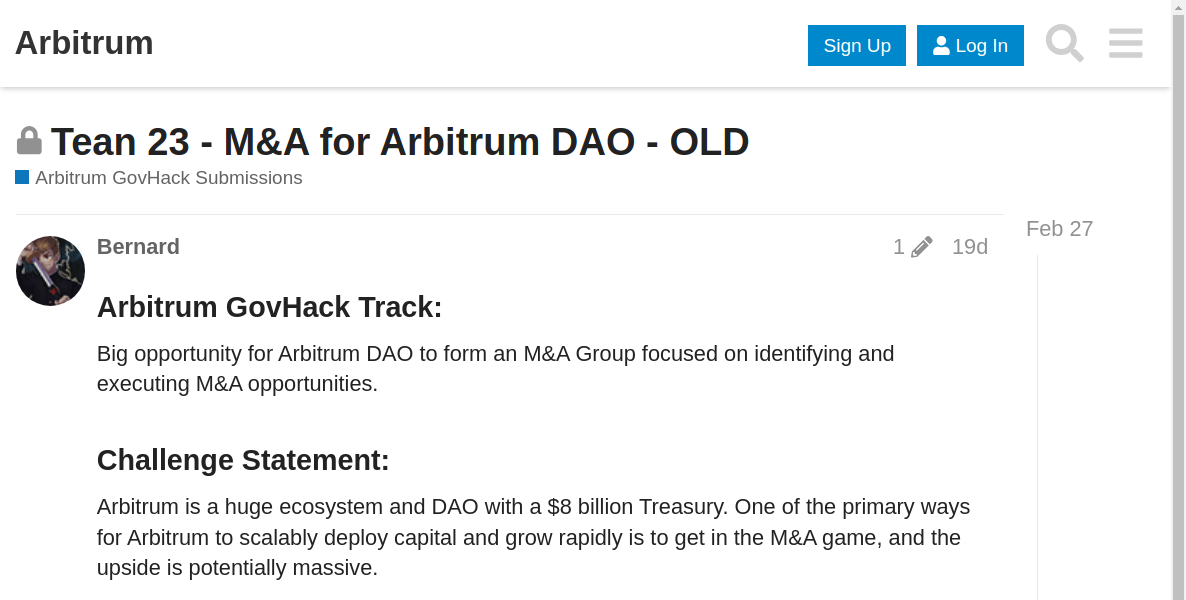 Arbitrum
Sign Up
Log In
Tean 23 - M&A for Arbitrum DAO - OLD
Arbitrum GovHack Submissions
Feb 27
Bernard
1
19d
Arbitrum GovHack Track:
Big opportunity for Arbitrum DAO to form an M&A Group focused on identifying and
executing M&A opportunities.
Challenge Statement:
Arbitrum is a huge ecosystem and DAO with a $8 billion Treasury. One of the primary ways
for Arbitrum to scalably deploy capital and grow rapidly is to get in the M&A game, and the
upside is potentially massive.